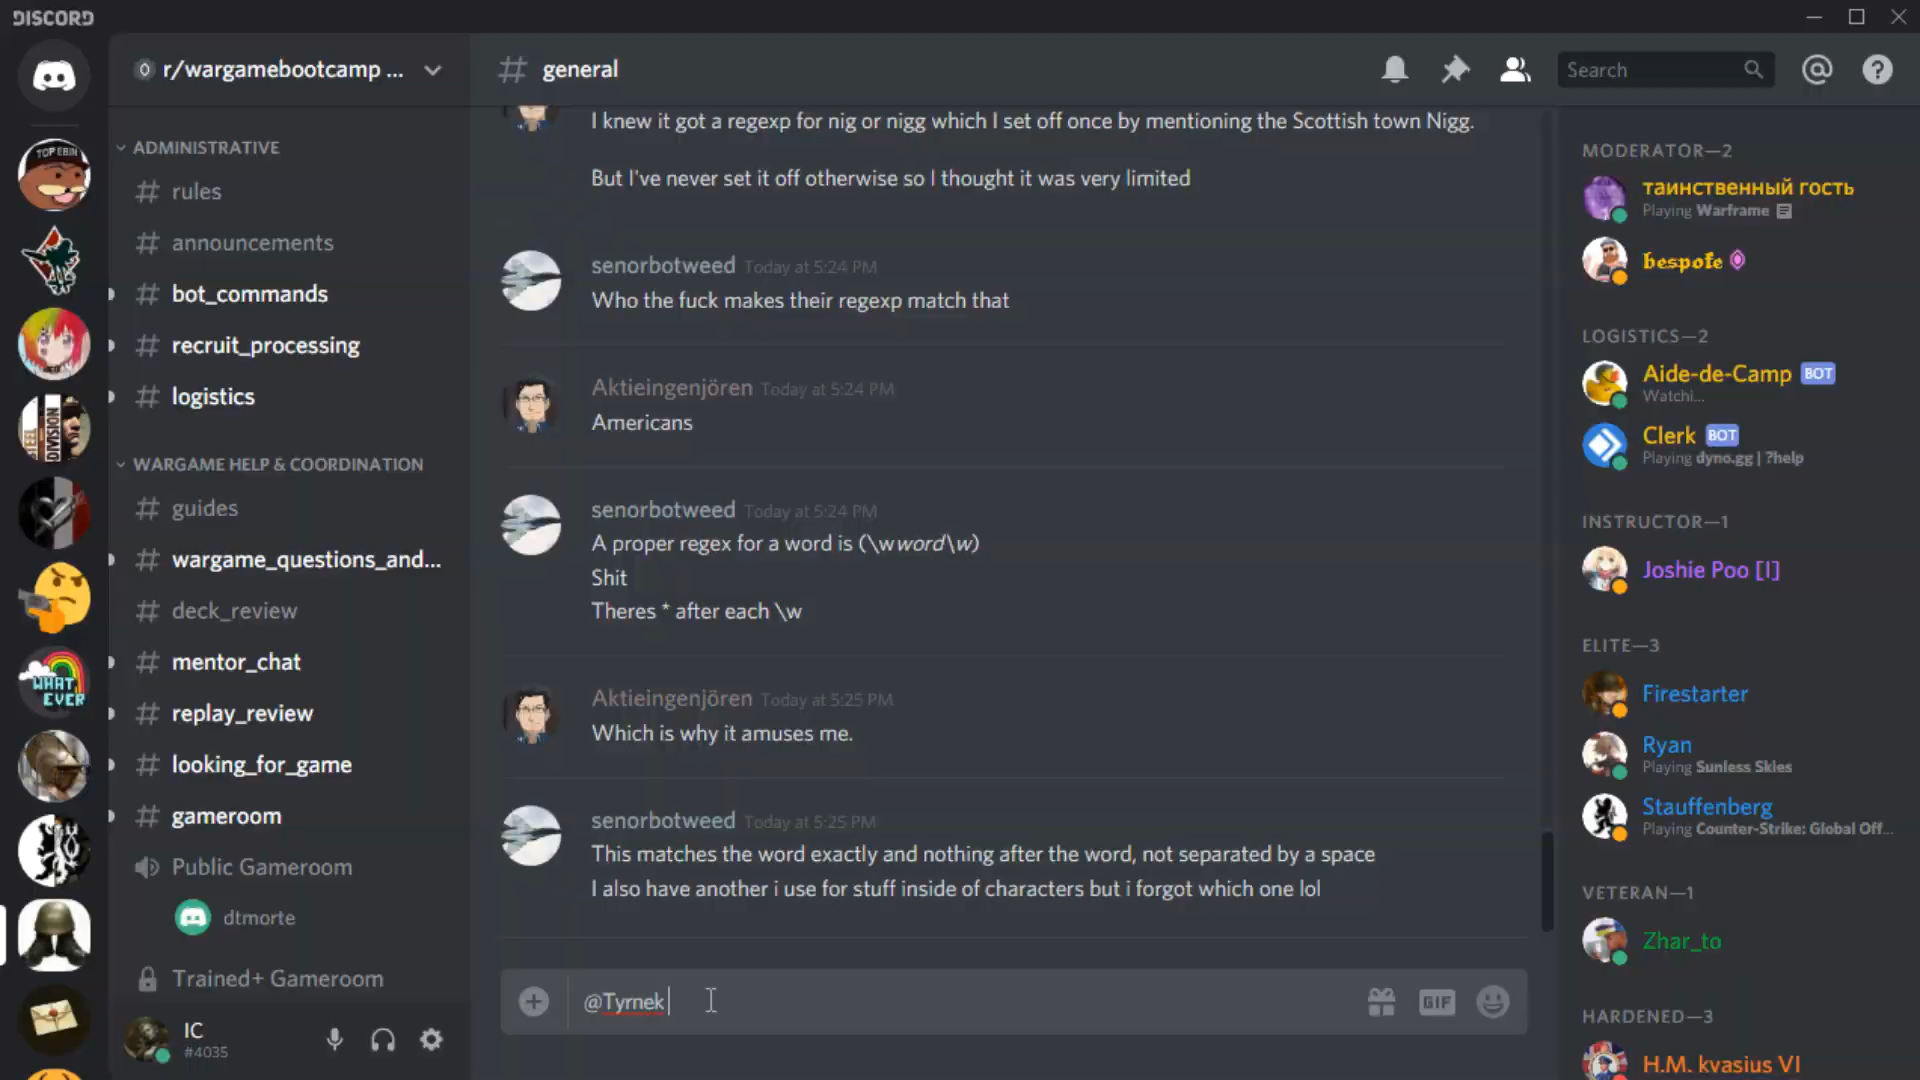 DISCORD
r/wargamebootcamp ...
general
Search
ADMINISTRATIVE
rules
announcements
bot_commands
recruit_processing
logistics
WARGAME HELP & COORDINATION
guides
wargame_questions_and...
deck_review
mentor_chat
replay_review
looking_for_game
gameroom
Public Gameroom
dtmorte
Trained+ Gameroom
IC
#4035
TOP EBIN
STEEL DIVISION
WHAT
EVER
I knew it got a regexp for nig or nigg which I set off once by mentioning the Scottish town Nigg.
But I've never set it off otherwise so I thought it was very limited
senorbotweed Today at 5:24 PM
Who the fuck makes their regexp match that
Aktieingenjören Today at 5:24 PM
Americans
senorbotweed Today at 5:24 PM
A proper regex for a word is (\wword\w)
Shit
Theres * after each \w
Aktieingenjören Today at 5:25 PM
Which is why it amuses me.
senorbotweed Today at 5:25 PM
This matches the word exactly and nothing after the word, not separated by a space
I also have another i use for stuff inside of characters but i forgot which one lol
@Tyrnek
GIF
MODERATOR—2
таинственный гость
Playing Warframe
bespoke
LOGISTICS—2
Aide-de-Camp BOT
Watchi...
Clerk BOT
Playing dyno.gg | ?help
INSTRUCTOR—1
Joshie Poo [I]
ELITE—3
Firestarter
Ryan
Playing Sunless Skies
Stauffenberg
Playing Counter-Strike: Global Off...
VETERAN—1
Zhar_to
HARDENED—3
H.M. kvasius VI